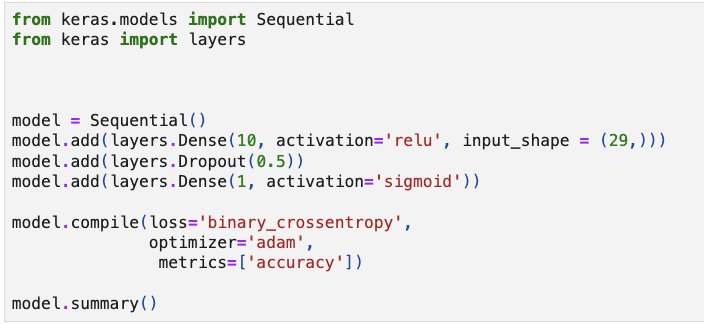 from keras.models import Sequential
from keras import layers
model = Sequential()
model.add(layers.Dense(10, activation='relu', input_shape = (29,)))
model.add(layers.Dropout(0.5))
model.add(layers.Dense(1, activation='sigmoid'))
model.compile(loss='binary_crossentropy',
              optimizer='adam',
               metrics=['accuracy'])
model.summary()